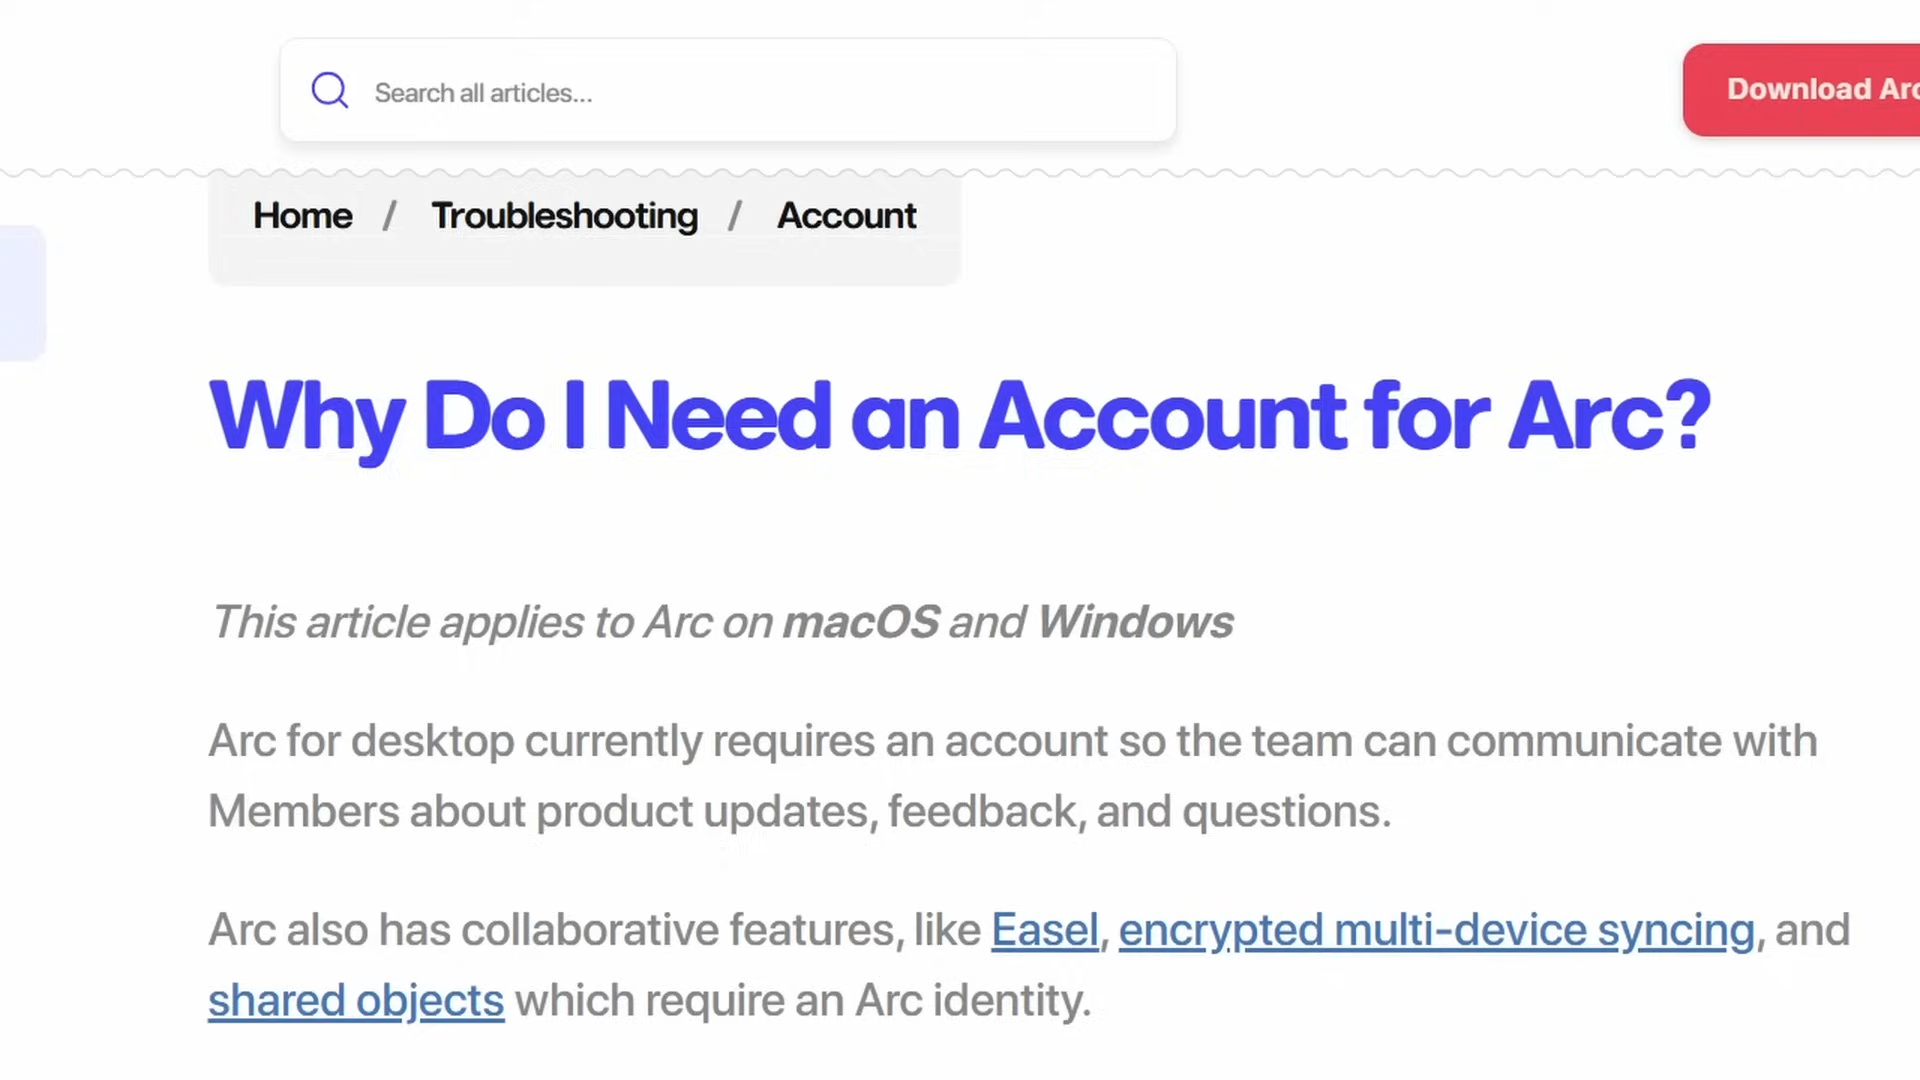 Search all articles...
Download Arc
Home / Troubleshooting / Account
Why Do I Need an Account for Arc?
This article applies to Arc on macOS and Windows
Arc for desktop currently requires an account so the team can communicate with
Members about product updates, feedback, and questions.
Arc also has collaborative features, like Easel, encrypted multi-device syncing, and
shared objects which require an Arc identity.